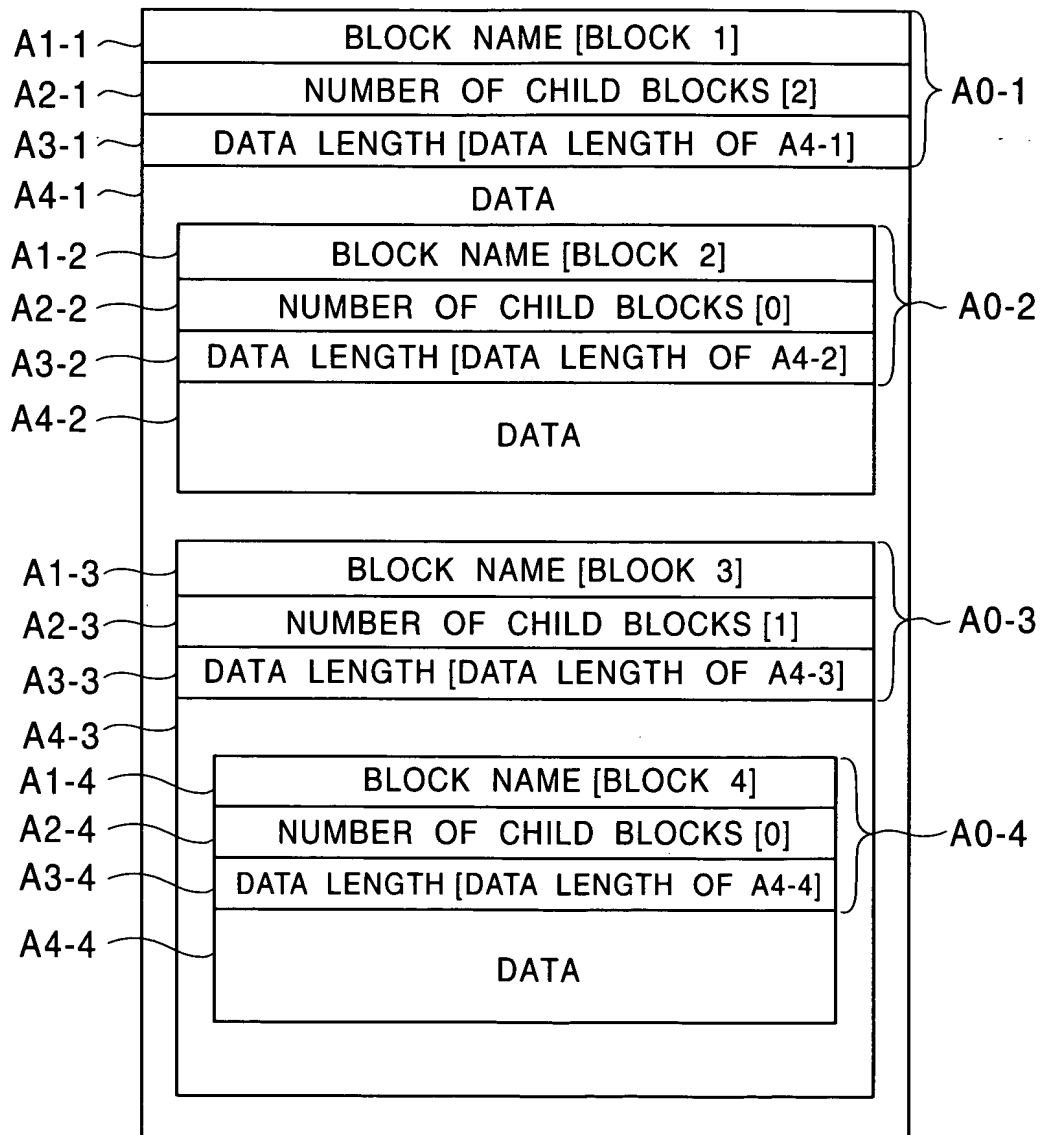 A1-1 BLOCK NAME [BLOCK 1]
A2-1 NUMBER OF CHILD BLOCKS [2] A0-1
A3-1 DATA LENGTH [DATA LENGTH OF A4-1]
A4-1 DATA
A1-2 BLOCK NAME [BLOCK 2]
A2-2 NUMBER OF CHILD BLOCKS [0] A0-2
A3-2 DATA LENGTH [DATA LENGTH OF A4-2]
A4-2 DATA
A1-3 BLOCK NAME [BLOOK 3]
A2-3 NUMBER OF CHILD BLOCKS [1] A0-3
A3-3 DATA LENGTH [DATA LENGTH OF A4-3]
A4-3
A1-4 BLOCK NAME [BLOCK 4]
A2-4 NUMBER OF CHILD BLOCKS [0] A0-4
A3-4 DATA LENGTH [DATA LENGTH OF A4-4]
A4-4 DATA